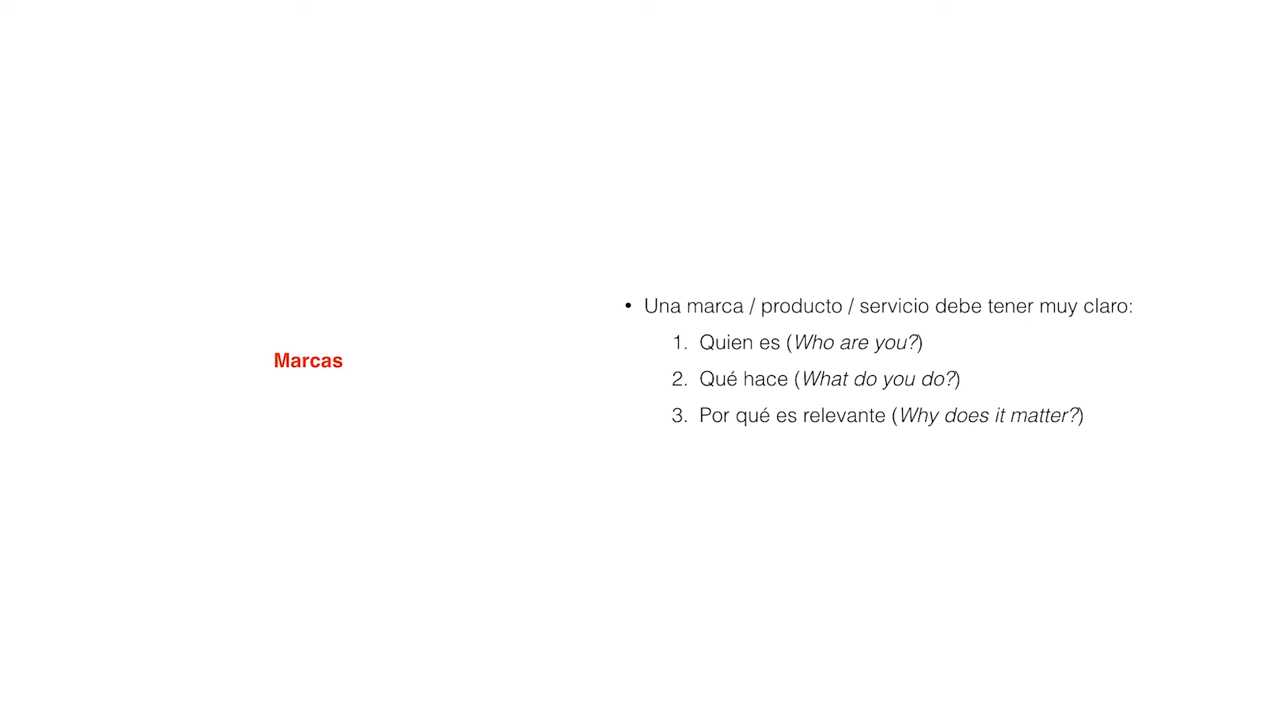 Marcas
• Una marca / producto / servicio debe tener muy claro:
1. Quien es (Who are you?)
2. Qué hace (What do you do?)
3. Por qué es relevante (Why does it matter?)